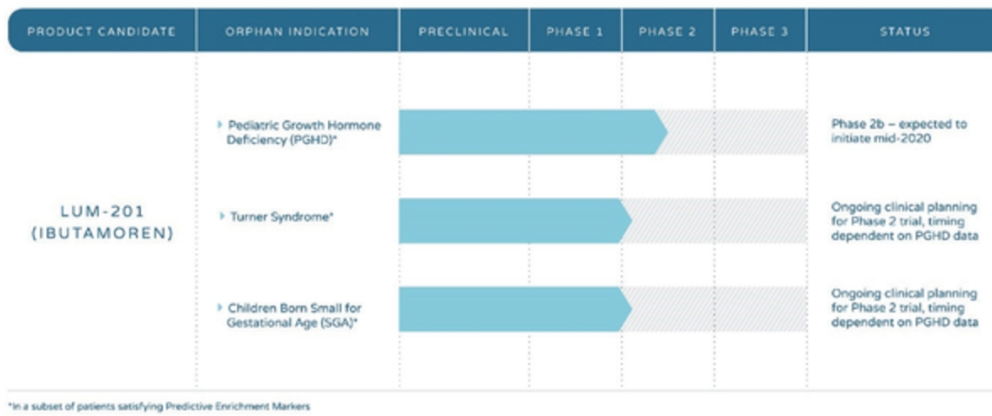 PRODUCT CANDIDATE
ORPHAN INDICATION
PRECLINICAL
PHASE 1
PHASE 2
PHASE 3
STATUS
LUM-201
(IBUTAMOREN)
Pediatric Growth Hormone
Deficiency (PGHD)*
Phase 2b – expected to
initiate mid-2020
Turner Syndrome*
Ongoing clinical planning
for Phase 2 trial, timing
dependent on PGHD data
Children Born Small for
Gestational Age (SGA)*
Ongoing clinical planning
for Phase 2 trial, timing
dependent on PGHD data
*In a subset of patients satisfying Predictive Enrichment Markers